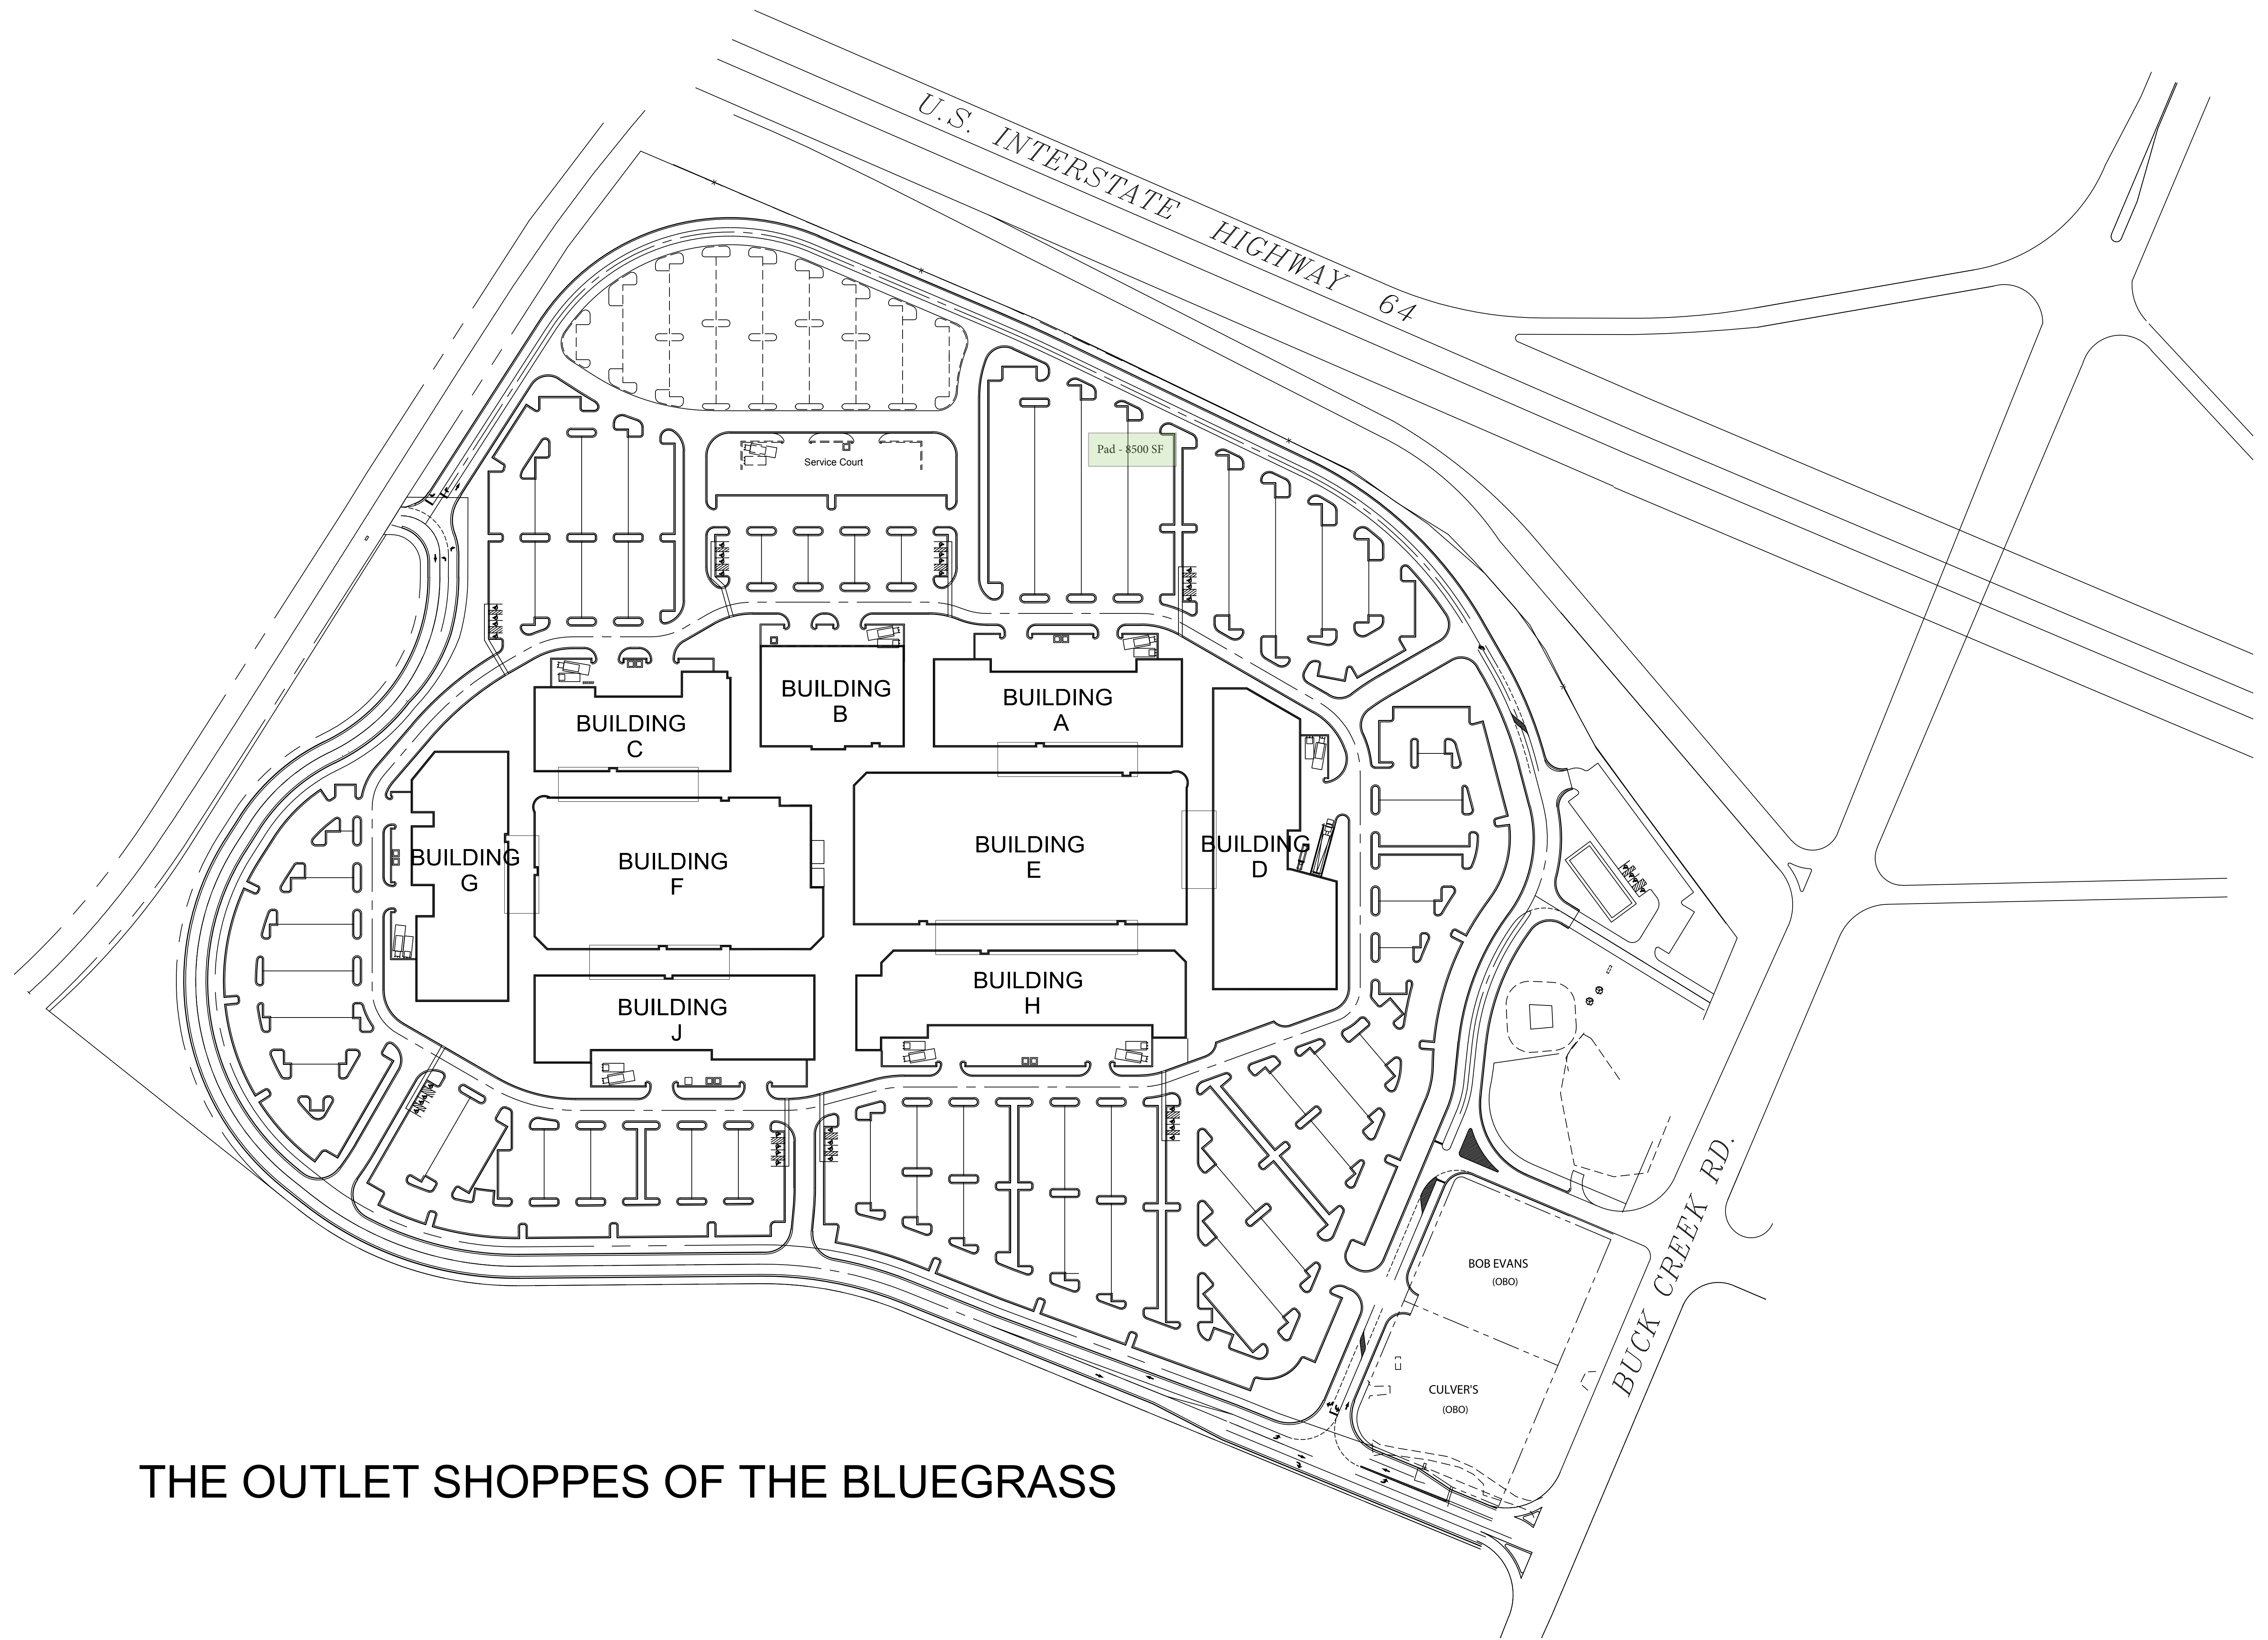 U.S. INTERSTATE HIGHWAY 64
Pad - 8500 SF
Service Court
BUILDING
B
BUILDING
A
BUILDING
C
BUILDING
E
BUILDING
D
BUILDING
G
BUILDING
F
BUILDING
H
BUILDING
J
BUCK CREEK RD.
BOB EVANS
(OBO)
CULVER'S
(OBO)
THE OUTLET SHOPPES OF THE BLUEGRASS